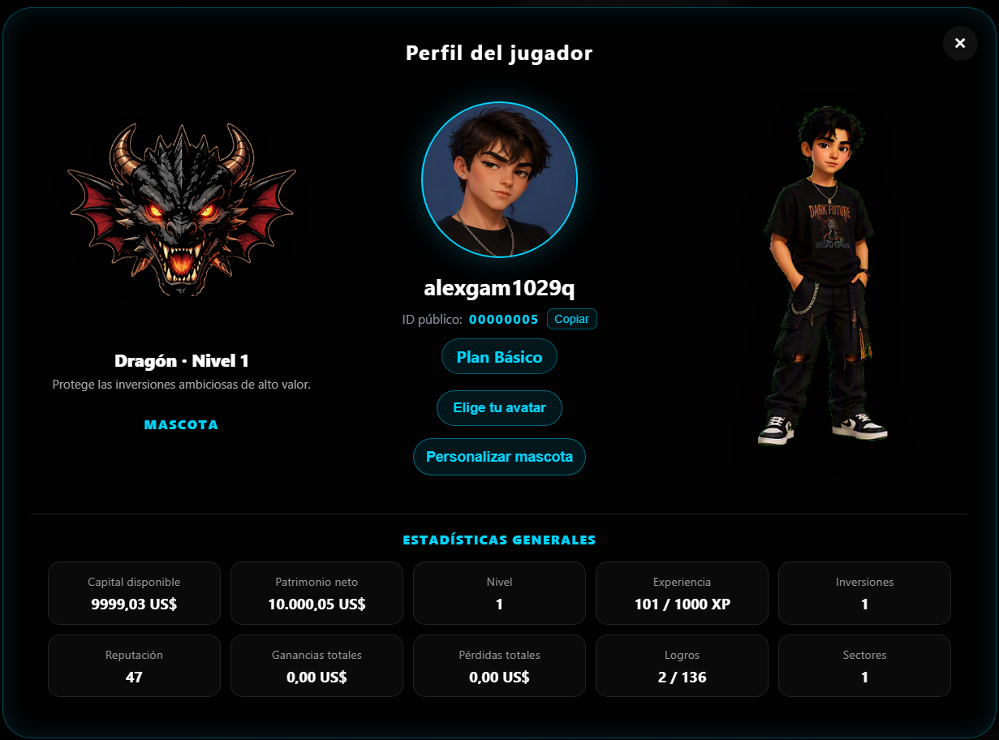 Perfil del jugador
×
DARK FUTURE
alexgam1029q
ID público: 00000005 Copiar
Plan Básico
Elige tu avatar
Personalizar mascota
Dragón · Nivel 1
Protege las inversiones ambiciosas de alto valor.
MASCOTA
ESTADÍSTICAS GENERALES
Capital disponible
9999,03 US$
Patrimonio neto
10.000,05 US$
Nivel
1
Experiencia
101 / 1000 XP
Inversiones
1
Reputación
47
Ganancias totales
0,00 US$
Pérdidas totales
0,00 US$
Logros
2 / 136
Sectores
1